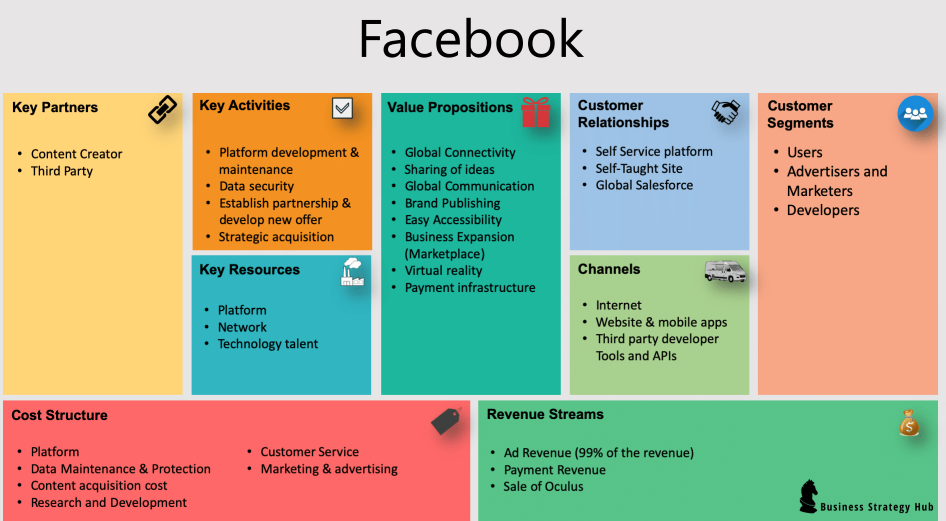 Facebook
Key Partners
• Content Creator
• Third Party
Key Activities
• Platform development &
maintenance
• Data security
• Establish partnership &
develop new offer
• Strategic acquisition
Key Resources
• Platform
• Network
• Technology talent
Value Propositions
• Global Connectivity
• Sharing of ideas
• Global Communication
• Brand Publishing
• Easy Accessibility
• Business Expansion
(Marketplace)
• Virtual reality
• Payment infrastructure
Customer
Relationships
• Self Service platform
• Self-Taught Site
• Global Salesforce
Channels
• Internet
• Website & mobile apps
• Third party developer
Tools and APIs
Customer
Segments
• Users
• Advertisers and
Marketers
• Developers
Cost Structure
• Platform
• Data Maintenance & Protection
• Content acquisition cost
• Research and Development
• Customer Service
• Marketing & advertising
Revenue Streams
• Ad Revenue (99% of the revenue)
• Payment Revenue
• Sale of Oculus
$
Business Strategy Hub